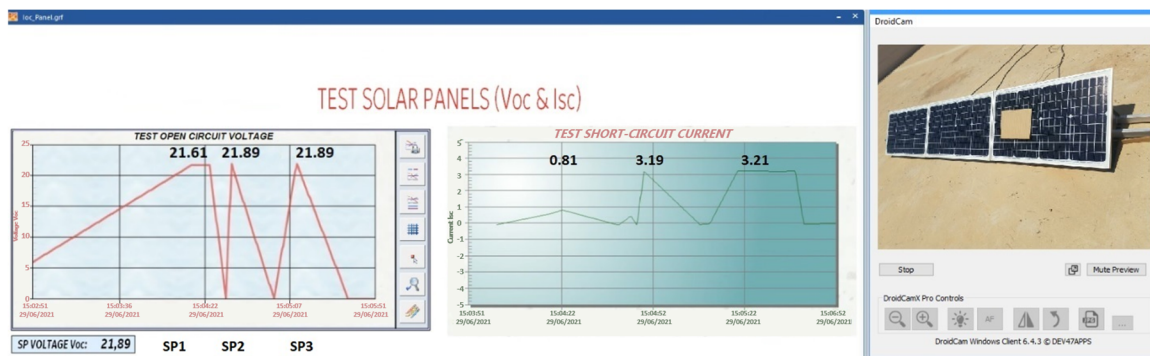 Ioc_Panel.grf
DroidCam
TEST SOLAR PANELS (Voc & Isc)
TEST OPEN CIRCUIT VOLTAGE
21.61 21.89 21.89
25
20
15
10
5
0
Voltage Voc
15:02:51 15:03:36 15:04:22 15:05:07 15:05:51
29/06/2021 29/06/2021 29/06/2021 29/06/2021 29/06/2021
SP VOLTAGE Voc: 21,89
SP1 SP2 SP3
TEST SHORT-CIRCUIT CURRENT
0.81 3.19 3.21
5
4
3
2
1
0
-1
-2
-3
-4
-5
Current Isc
15:03:51 15:04:22 15:04:52 15:05:22 15:06:52
29/06/2021 29/06/2021 29/06/2021 29/06/2021 29/06/2021
Stop
Mute Preview
DroidCamX Pro Controls
AF
...
DroidCam Windows Client 6.4.3 © DEV47APPS